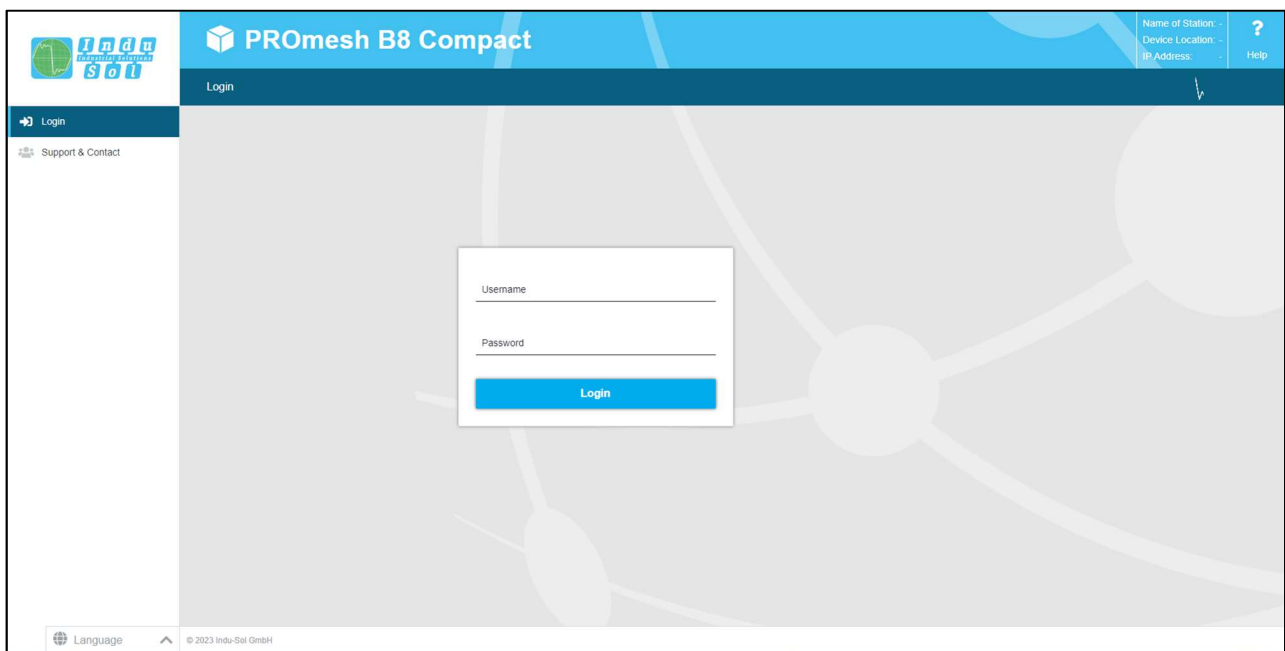 Indu
Industrial Solutions
Sol
PROmesh B8 Compact
Name of Station: -
Device Location: -
IP Address: -
?
Help
Login
Login
Support & Contact
Username
Password
Login
Language
© 2023 Indu-Sol GmbH